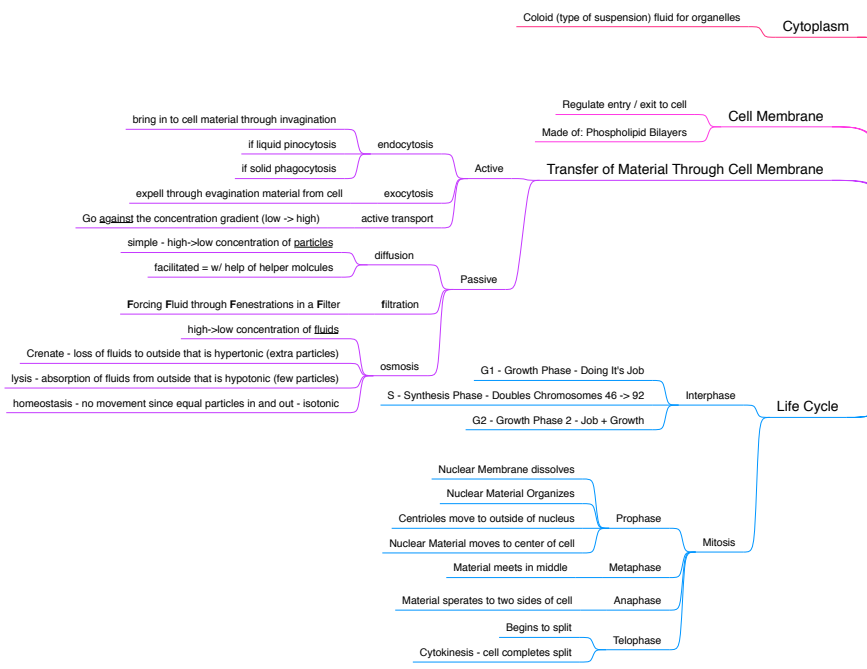 Coloid (type of suspension) fluid for organelles
Cytoplasm
Regulate entry / exit to cell
Made of: Phospholipid Bilayers
Cell Membrane
Transfer of Material Through Cell Membrane
Active
endocytosis
bring in to cell material through invagination
if liquid pinocytosis
if solid phagocytosis
exocytosis
expell through evagination material from cell
active transport
Go against the concentration gradient (low -> high)
Passive
diffusion
simple - high->low concentration of particles
facilitated = w/ help of helper molcules
filtration
Forcing Fluid through Fenestrations in a Filter
osmosis
high->low concentration of fluids
Crenate - loss of fluids to outside that is hypertonic (extra particles)
lysis - absorption of fluids from outside that is hypotonic (few particles)
homeostasis - no movement since equal particles in and out - isotonic
Life Cycle
Interphase
G1 - Growth Phase - Doing It's Job
S - Synthesis Phase - Doubles Chromosomes 46 -> 92
G2 - Growth Phase 2 - Job + Growth
Mitosis
Prophase
Nuclear Membrane dissolves
Nuclear Material Organizes
Centrioles move to outside of nucleus
Nuclear Material moves to center of cell
Metaphase
Material meets in middle
Anaphase
Material sperates to two sides of cell
Telophase
Begins to split
Cytokinesis - cell completes split